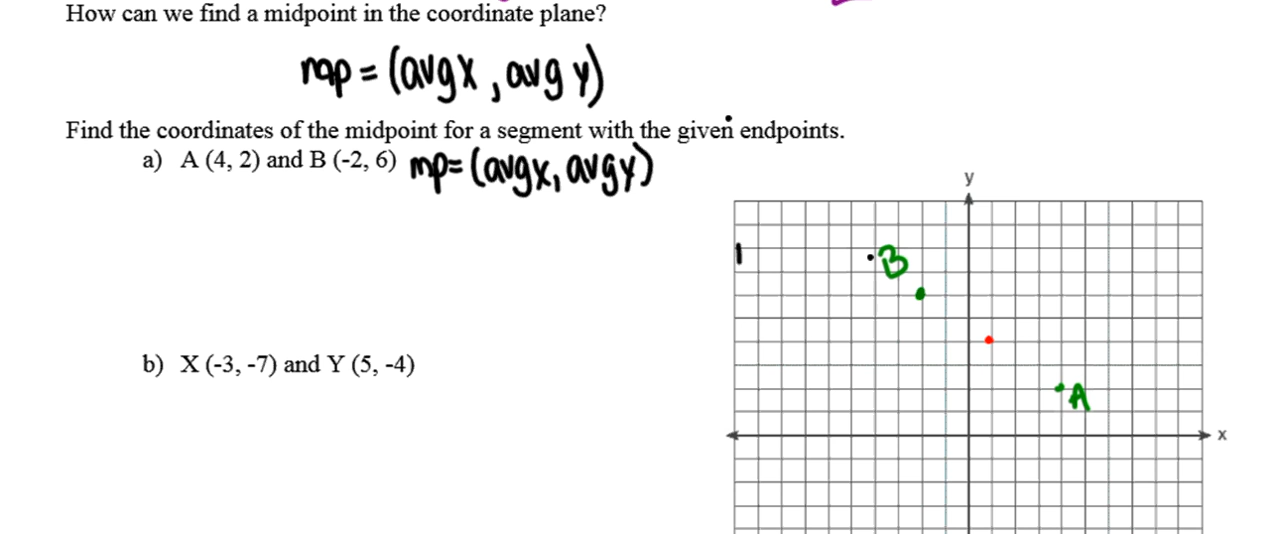 How can we find a midpoint in the coordinate plane?
mp = (avgx, avg y)
Find the coordinates of the midpoint for a segment with the given endpoints.
a) A (4, 2) and B (-2, 6) mp=(avgx, avgy)
y
B
A
x
b) X (-3, -7) and Y (5, -4)